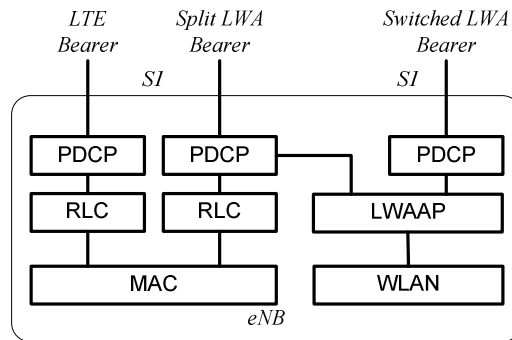 LTE Bearer
Split LWA Bearer
Switched LWA Bearer
S1
S1
PDCP
PDCP
PDCP
RLC
RLC
LWAAP
MAC
WLAN
eNB